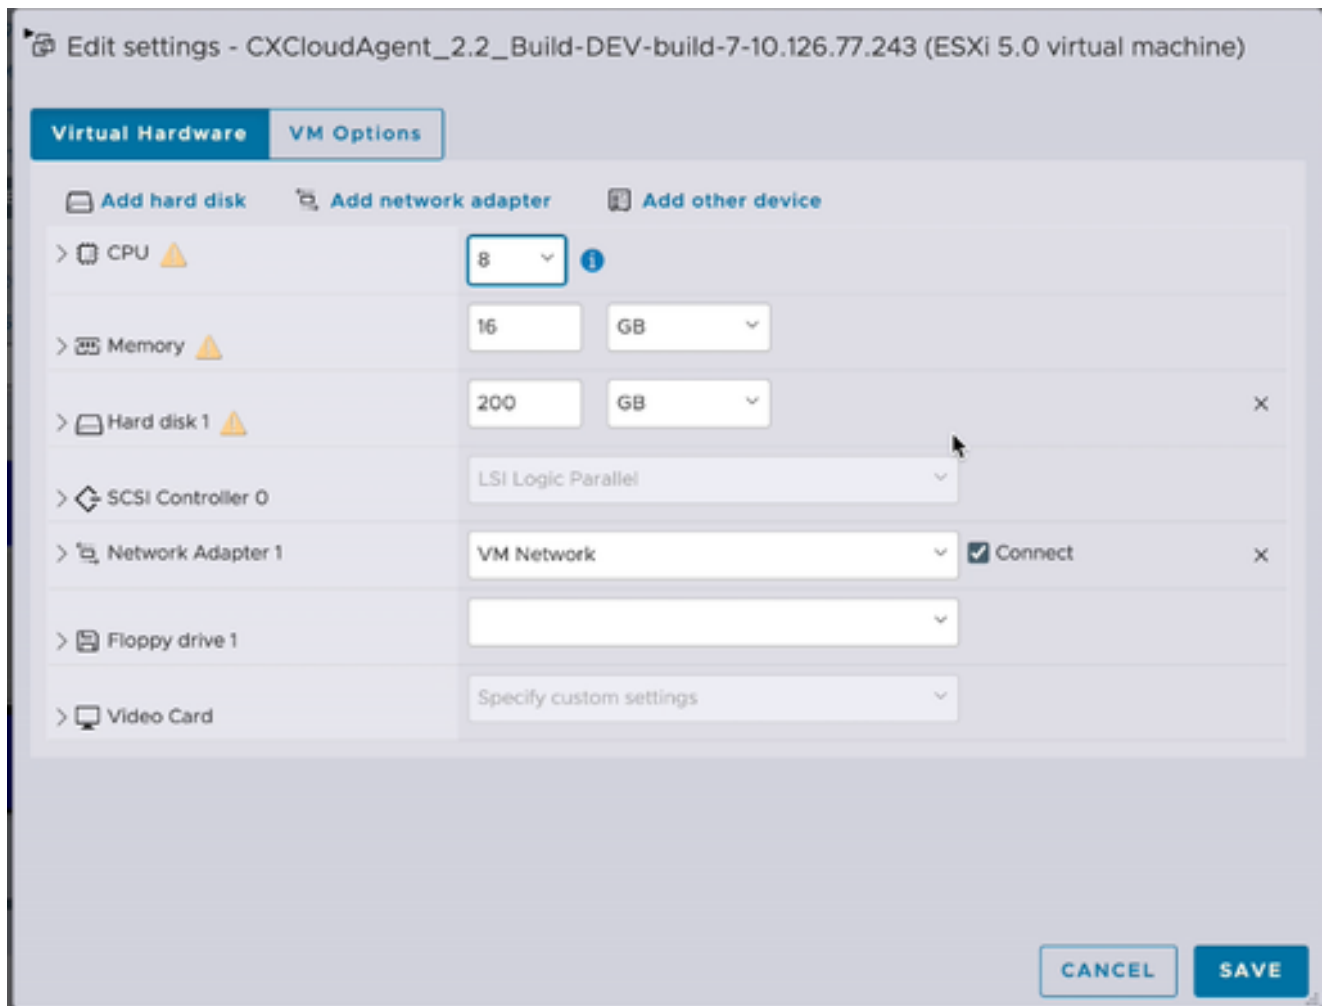 Edit settings - CXCloudAgent_2.2_Build-DEV-build-7-10.126.77.243 (ESXi 5.0 virtual machine)
Virtual Hardware VM Options
Add hard disk Add network adapter Add other device
CPU 8
Memory 16 GB
Hard disk 1 200 GB
SCSI Controller 0 LSI Logic Parallel
Network Adapter 1 VM Network Connect
Floppy drive 1
Video Card Specify custom settings
CANCEL SAVE